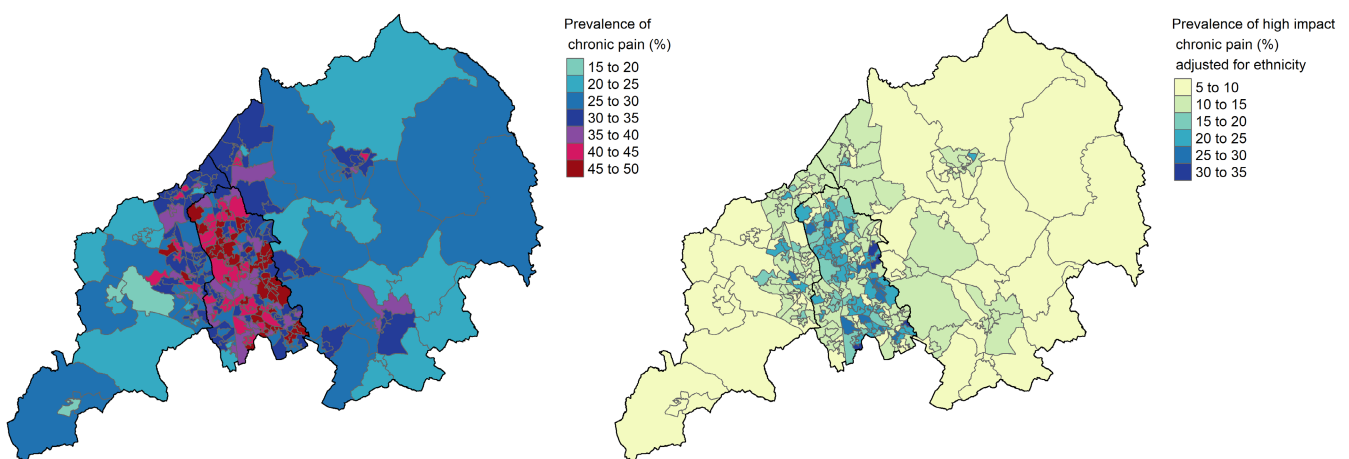 Prevalence of
chronic pain (%)
15 to 20
20 to 25
25 to 30
30 to 35
35 to 40
40 to 45
45 to 50
Prevalence of high impact
chronic pain (%)
adjusted for ethnicity
5 to 10
10 to 15
15 to 20
20 to 25
25 to 30
30 to 35